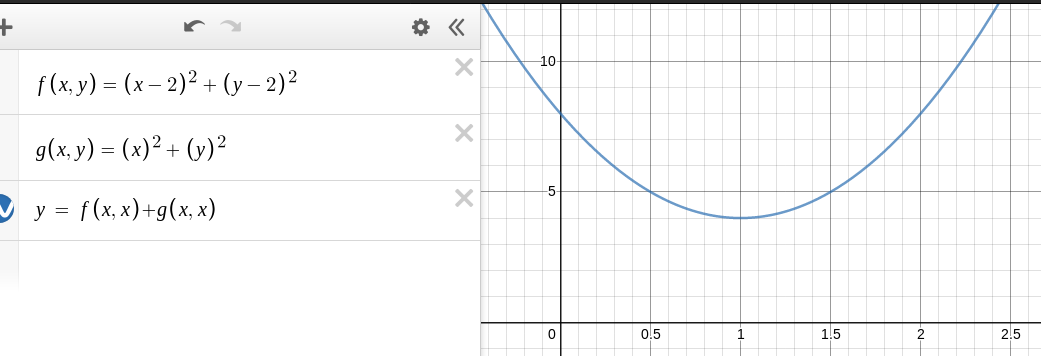 f(x, y) = (x − 2)² + (y − 2)²
g(x, y) = (x)² + (y)²
y = f(x, x)+g(x, x)
10
5
0 0.5 1 1.5 2 2.5